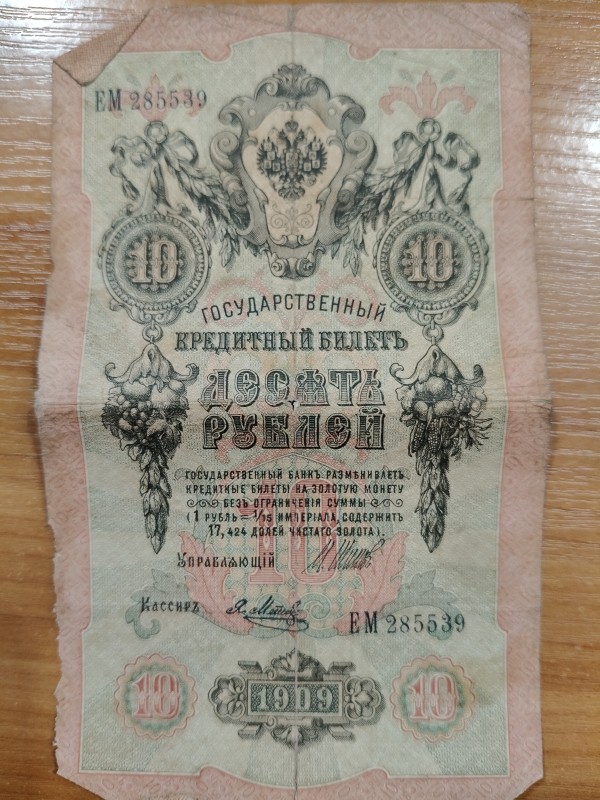 ЕМ 285539
10 10
ГОСУДАРСТВЕННЫЙ
КРЕДИТНЫЙ БИЛЕТЪ
ДЕСЯТЬ
РУБЛЕЙ
ГОСУДАРСТВЕННЫЙ БАНКЪ РАЗМѢНИВАЕТЪ
КРЕДИТНЫЕ БИЛЕТЫ НА ЗОЛОТУЮ МОНЕТУ
БЕЗЪ ОГРАНИЧЕНІЯ СУММЫ
(1 РУБЛЬ = 1/15 ИМПЕРІАЛА, СОДЕРЖИТЪ
17,424 ДОЛЕЙ ЧИСТАГО ЗОЛОТА).
10
УПРАВЛЯЮЩІЙ
КАССИРЪ
ЕМ 285539
10 1909 10